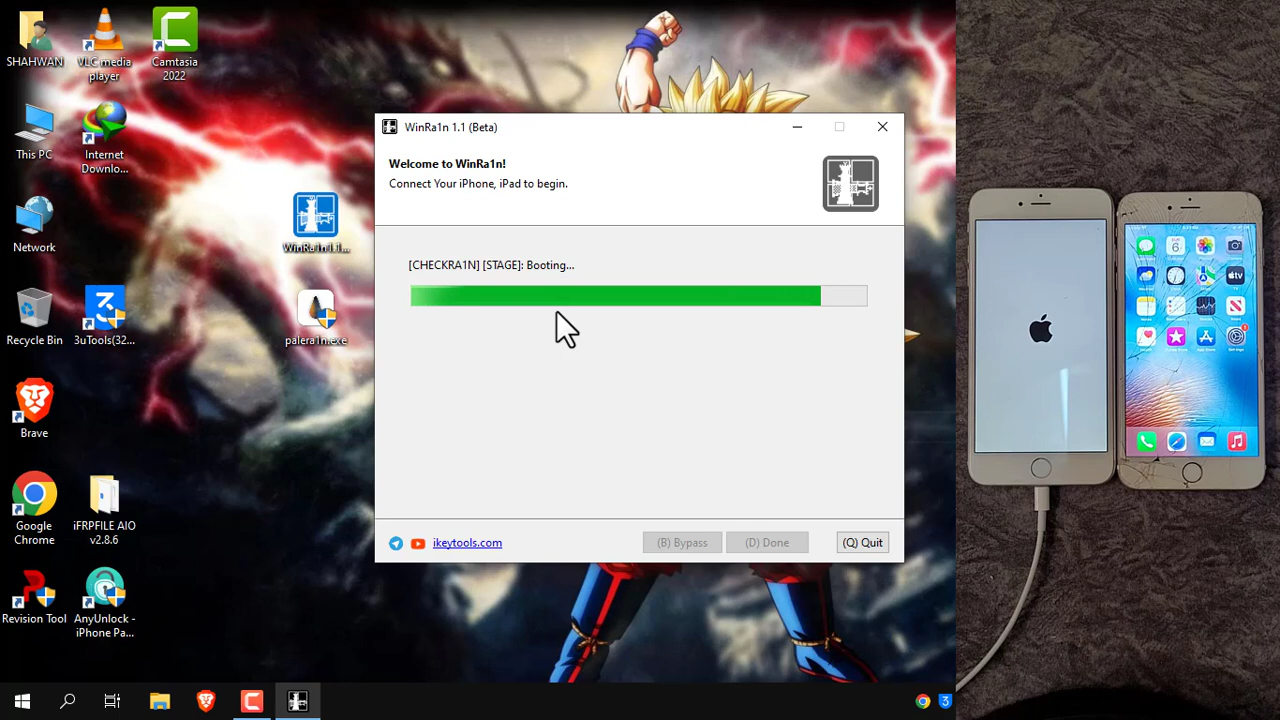 SHAHWAN
VLC media
player
Camtasia
2022
This PC
Internet
Downlo...
Network
WinRa1n1.1...
Recycle Bin
3uTools(32...
palera1n.exe
Brave
Google
Chrome
iFRPFILE AIO
v2.8.6
Revision Tool
AnyUnlock -
iPhone Pa...
WinRa1n 1.1 (Beta)
Welcome to WinRa1n!
Connect Your iPhone, iPad to begin.
[CHECKRA1N] [STAGE]: Booting...
ikeytools.com
(B) Bypass
(D) Done
(Q) Quit